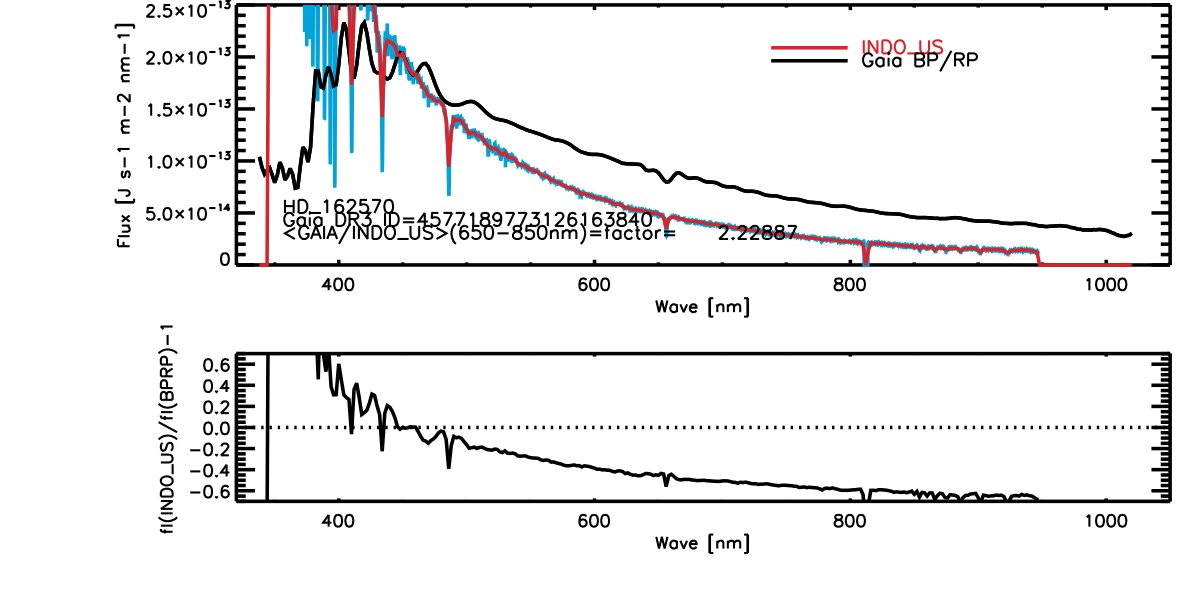 2.5×10−13
2.0×10−13
1.5×10−13
1.0×10−13
5.0×10−14
0
Flux [J s−1 m−2 nm−1]
INDO_US
Gaia BP/RP
HD_162570
Gaia DR3_ID=4577189773126163840
<GAIA/INDO_US>(650−850nm)=factor= 2.22887
400 600 800 1000
Wave [nm]
fl(INDO_US)/fl(BPRP)−1
0.6
0.4
0.2
0.0
−0.2
−0.4
−0.6
400 600 800 1000
Wave [nm]